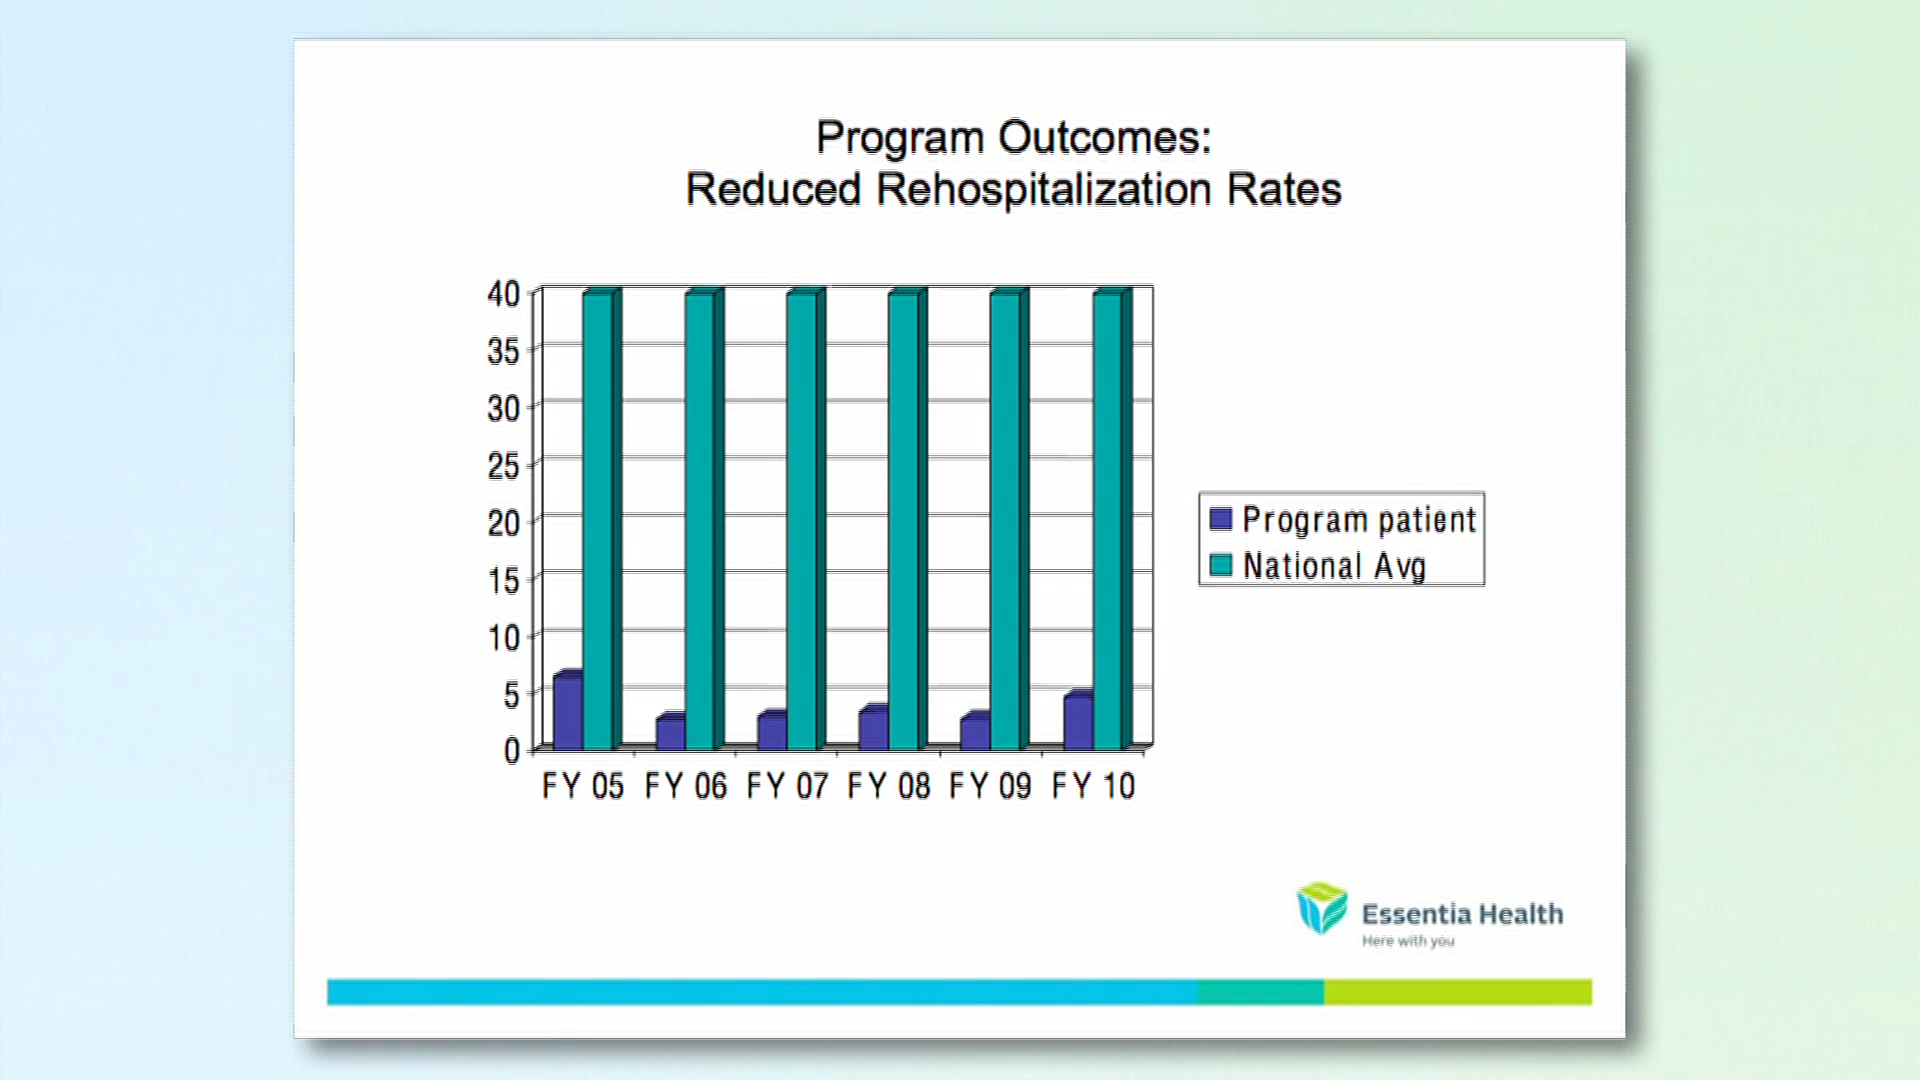 Program Outcomes:
Reduced Rehospitalization Rates
40
35
30
25
20
15
10
5
0
FY 05 FY 06 FY 07 FY 08 FY 09 FY 10
Program patient
National Avg
Essentia Health
Here with you